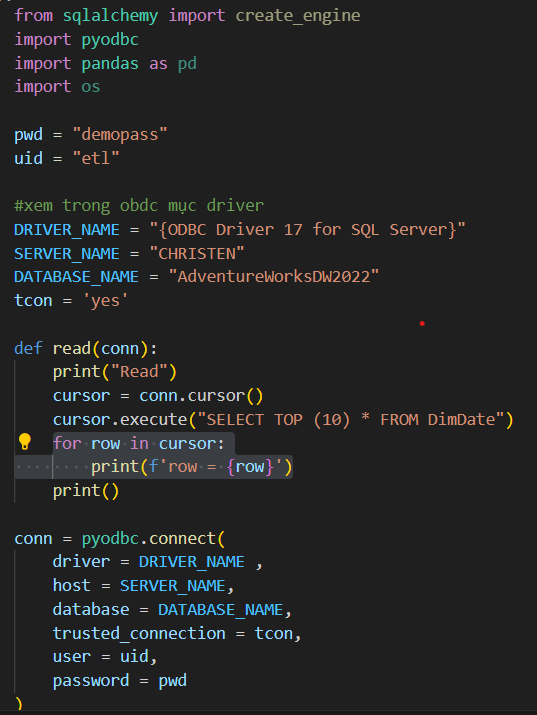 from sqlalchemy import create_engine
import pyodbc
import pandas as pd
import os
pwd = "demopass"
uid = "etl"
#xem trong obdc mục driver
DRIVER_NAME = "{ODBC Driver 17 for SQL Server}"
SERVER_NAME = "CHRISTEN"
DATABASE_NAME = "AdventureWorksDW2022"
tcon = 'yes'
def read(conn):
    print("Read")
    cursor = conn.cursor()
    cursor.execute("SELECT TOP (10) * FROM DimDate")
    for row in cursor:
        print(f'row = {row}')
    print()
conn = pyodbc.connect(
    driver = DRIVER_NAME ,
    host = SERVER_NAME,
    database = DATABASE_NAME,
    trusted_connection = tcon,
    user = uid,
    password = pwd
)